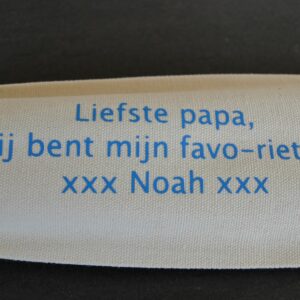 Liefste papa,
ij bent mijn favo-riet
xxx Noah xxx